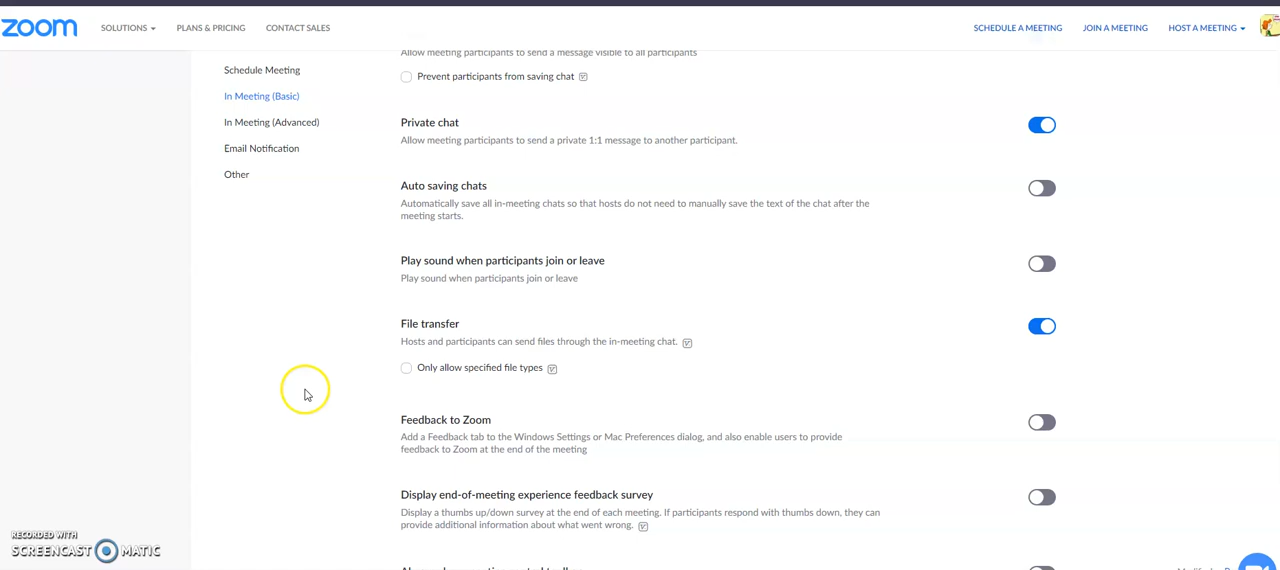 zoom
SOLUTIONS
PLANS & PRICING
CONTACT SALES
SCHEDULE A MEETING
JOIN A MEETING
HOST A MEETING
Schedule Meeting
In Meeting (Basic)
In Meeting (Advanced)
Email Notification
Other
Allow meeting participants to send a message visible to all participants
Prevent participants from saving chat
Private chat
Allow meeting participants to send a private 1:1 message to another participant.
Auto saving chats
Automatically save all in-meeting chats so that hosts do not need to manually save the text of the chat after the
meeting starts.
Play sound when participants join or leave
Play sound when participants join or leave
File transfer
Hosts and participants can send files through the in-meeting chat.
Only allow specified file types
Feedback to Zoom
Add a Feedback tab to the Windows Settings or Mac Preferences dialog, and also enable users to provide
feedback to Zoom at the end of the meeting
Display end-of-meeting experience feedback survey
Display a thumbs up/down survey at the end of each meeting. If participants respond with thumbs down, they can
provide additional information about what went wrong.
RECORDED WITH
SCREENCAST MATIC